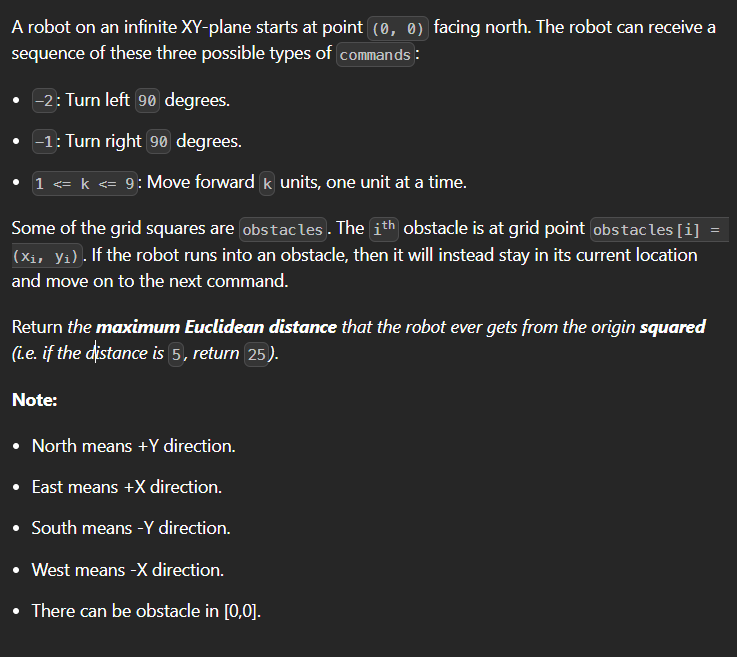 A robot on an infinite XY-plane starts at point (0, 0) facing north. The robot can receive a
sequence of these three possible types of commands:
• -2: Turn left 90 degrees.
• -1: Turn right 90 degrees.
• 1 <= k <= 9: Move forward k units, one unit at a time.
Some of the grid squares are obstacles. The ith obstacle is at grid point obstacles[i] =
(xi, yi). If the robot runs into an obstacle, then it will instead stay in its current location
and move on to the next command.
Return the maximum Euclidean distance that the robot ever gets from the origin squared
(i.e. if the distance is 5, return 25).
Note:
• North means +Y direction.
• East means +X direction.
• South means -Y direction.
• West means -X direction.
• There can be obstacle in [0,0].